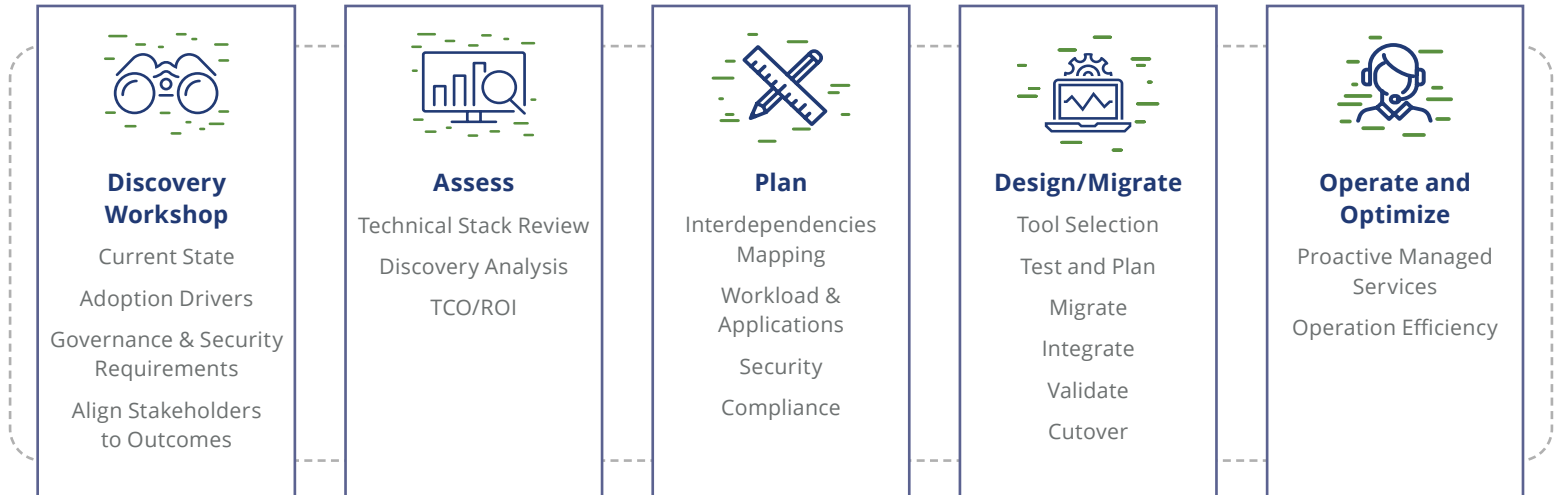 Discovery
Workshop
Current State
Adoption Drivers
Governance & Security
Requirements
Align Stakeholders
to Outcomes
Assess
Technical Stack Review
Discovery Analysis
TCO/ROI
Plan
Interdependencies
Mapping
Workload &
Applications
Security
Compliance
Design/Migrate
Tool Selection
Test and Plan
Migrate
Integrate
Validate
Cutover
Operate and
Optimize
Proactive Managed
Services
Operation Efficiency